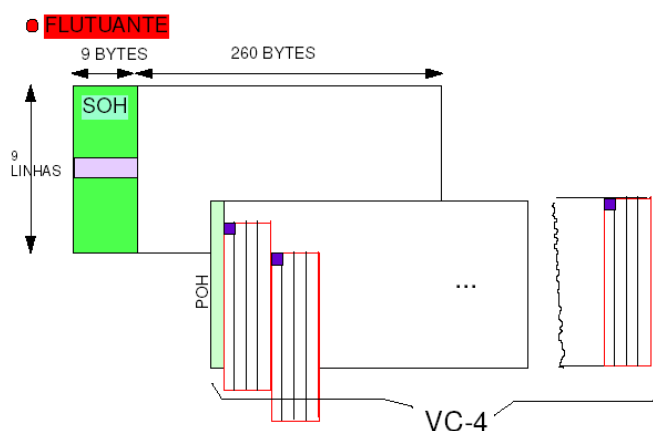 FLUTUANTE
9 BYTES
260 BYTES
SOH
9
LINHAS
POH
...
VC-4